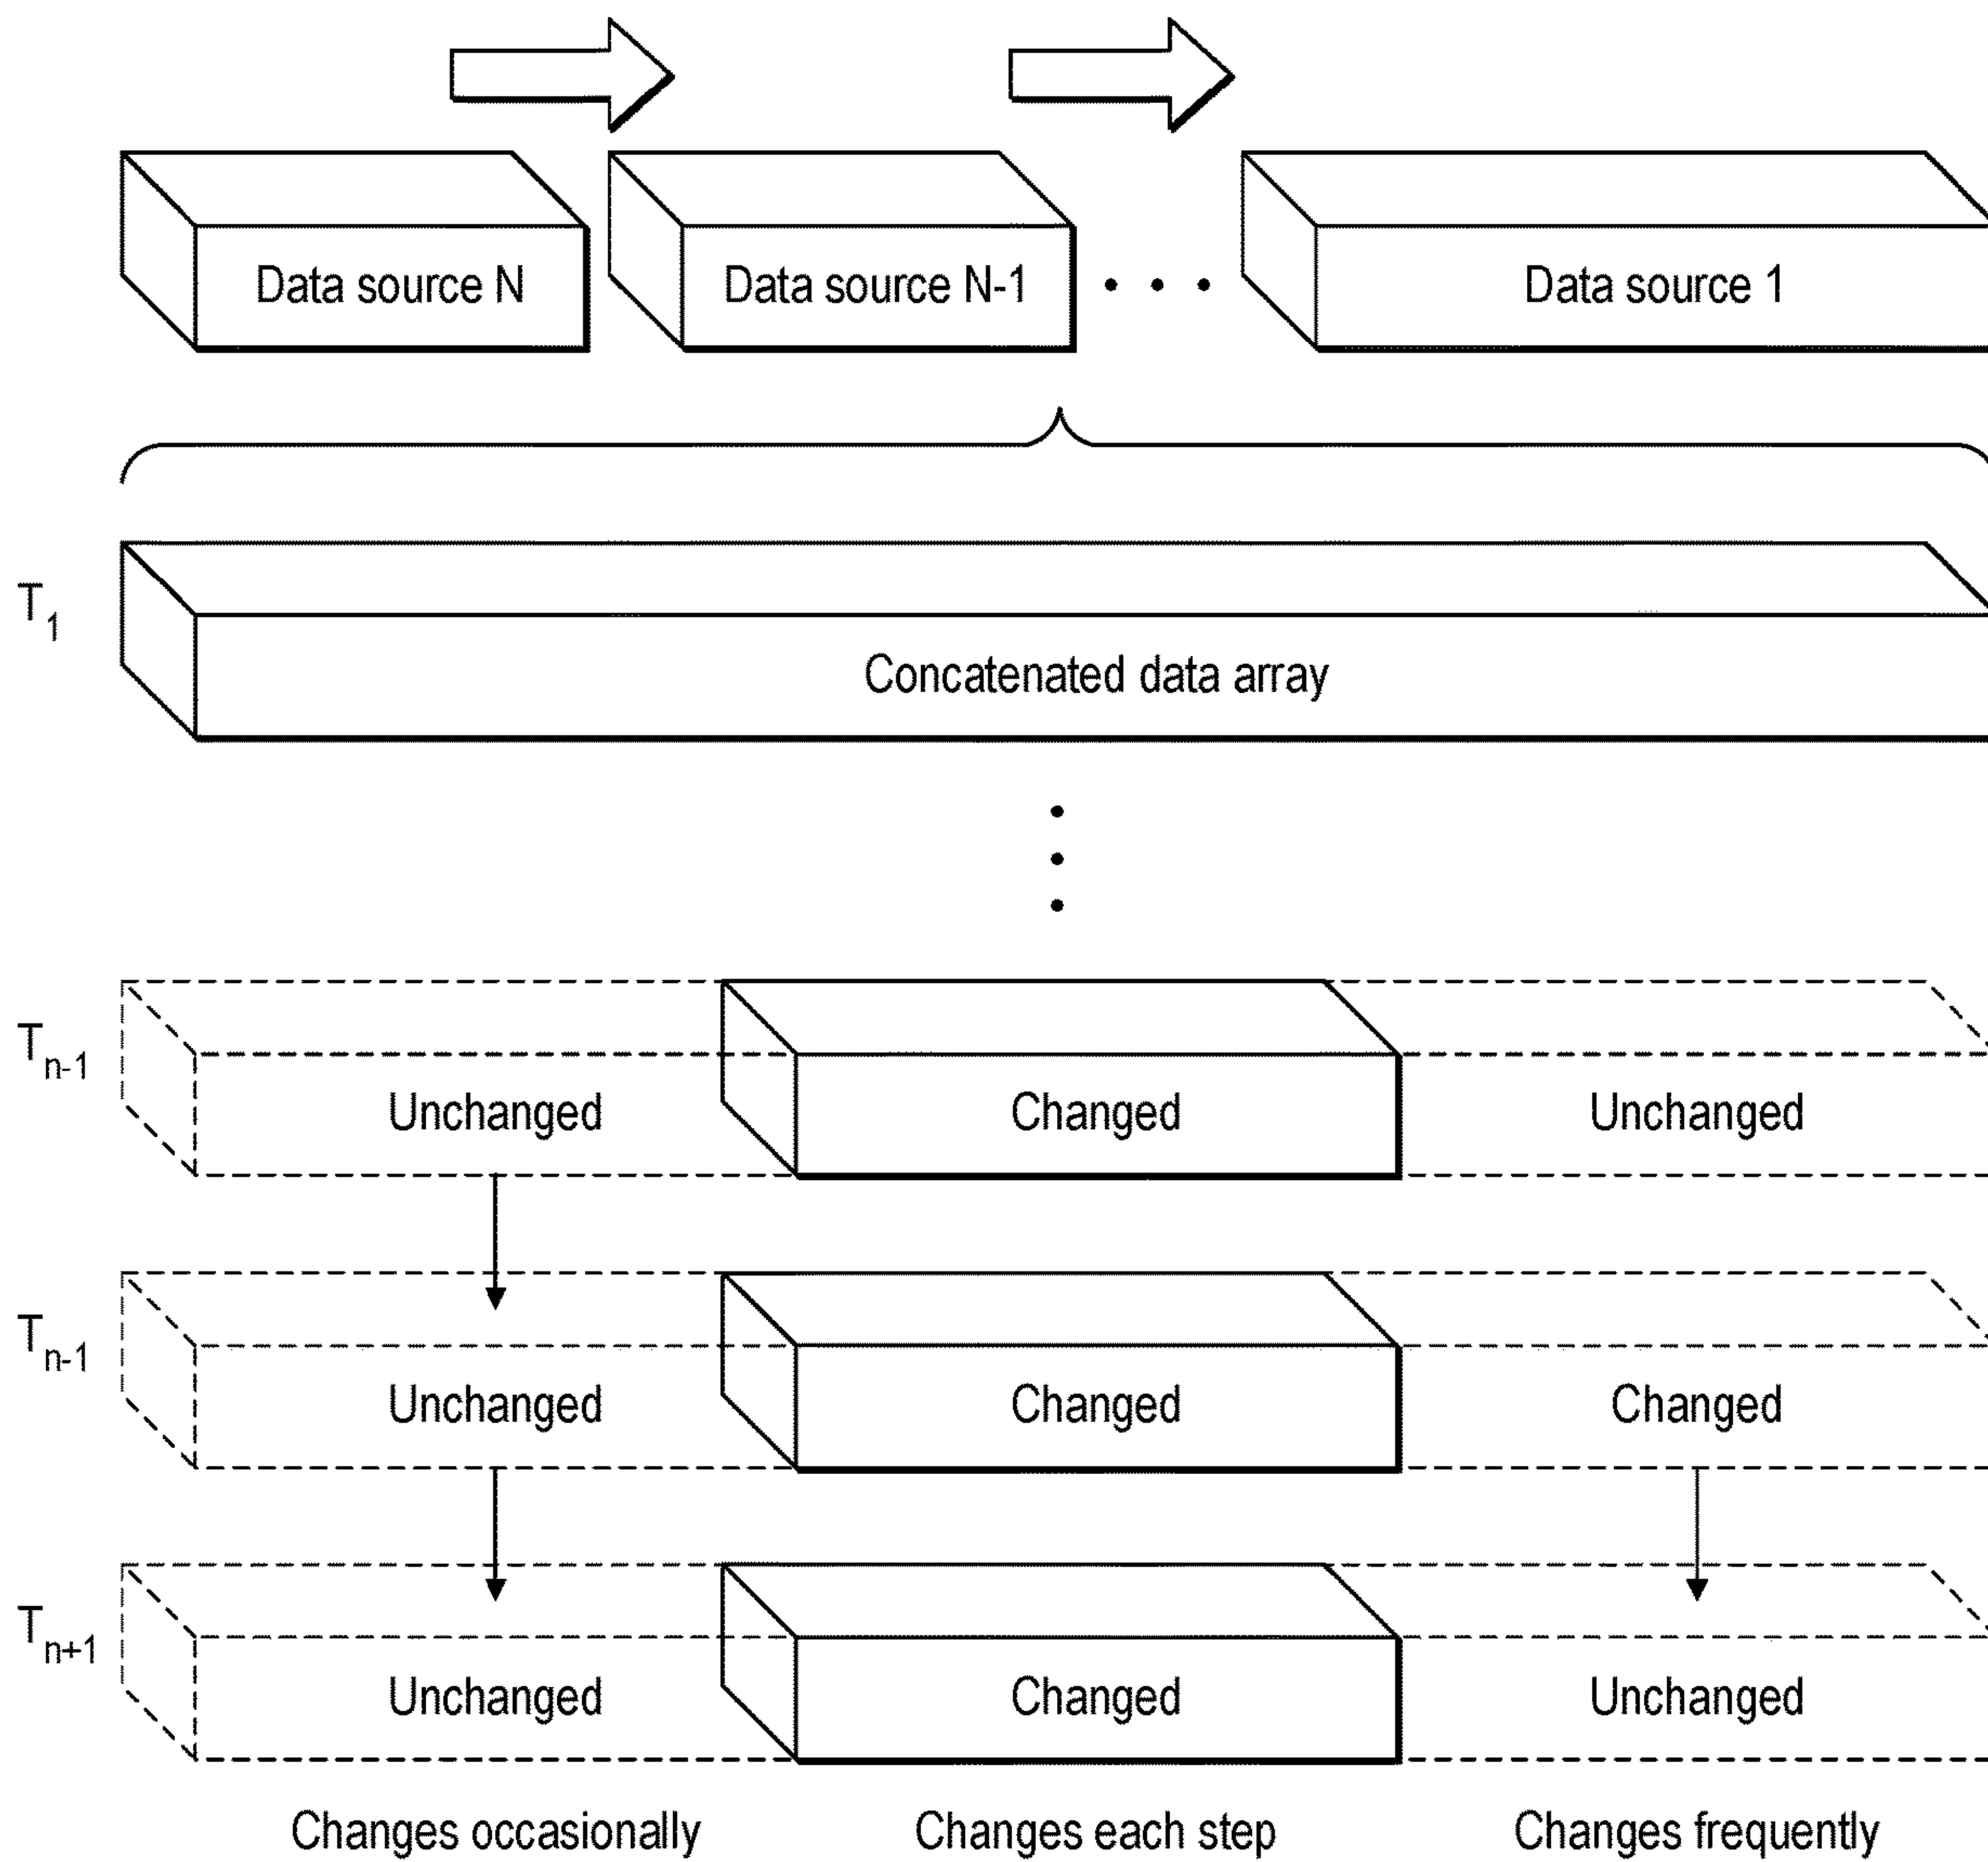 Data source N Data source N-1 • • • Data source 1
T1
Concatenated data array
Tn-1
Unchanged Changed Unchanged
Tn-1
Unchanged Changed Changed
Tn+1
Unchanged Changed Unchanged
Changes occasionally Changes each step Changes frequently